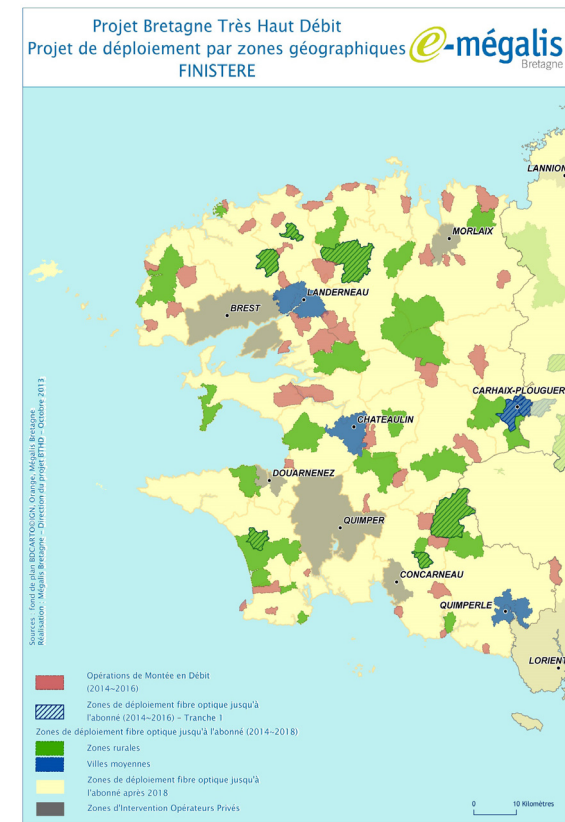 Projet Bretagne Très Haut Débit
Projet de déploiement par zones géographiques
FINISTERE
e-mégalis
Bretagne
LANNION
MORLAIX
LANDERNEAU
BREST
CARHAIX-PLOUGUER
CHATEAULIN
DOUARNENEZ
QUIMPER
CONCARNEAU
QUIMPERLE
LORIENT
Sources : fond de plan BDCARTO©IGN, Orange, Mégalis Bretagne
Réalisation : Mégalis Bretagne - Direction du projet BTHD - Octobre 2013
Opérations de Montée en Débit
(2014~2016)
Zones de déploiement fibre optique jusqu'à
l'abonné (2014~2016) - Tranche 1
Zones de déploiement fibre optique jusqu'à l'abonné (2014~2018)
Zones rurales
Villes moyennes
Zones de déploiement fibre optique jusqu'à
l'abonné après 2018
Zones d'Intervention Opérateurs Privés
0 10 Kilomètres